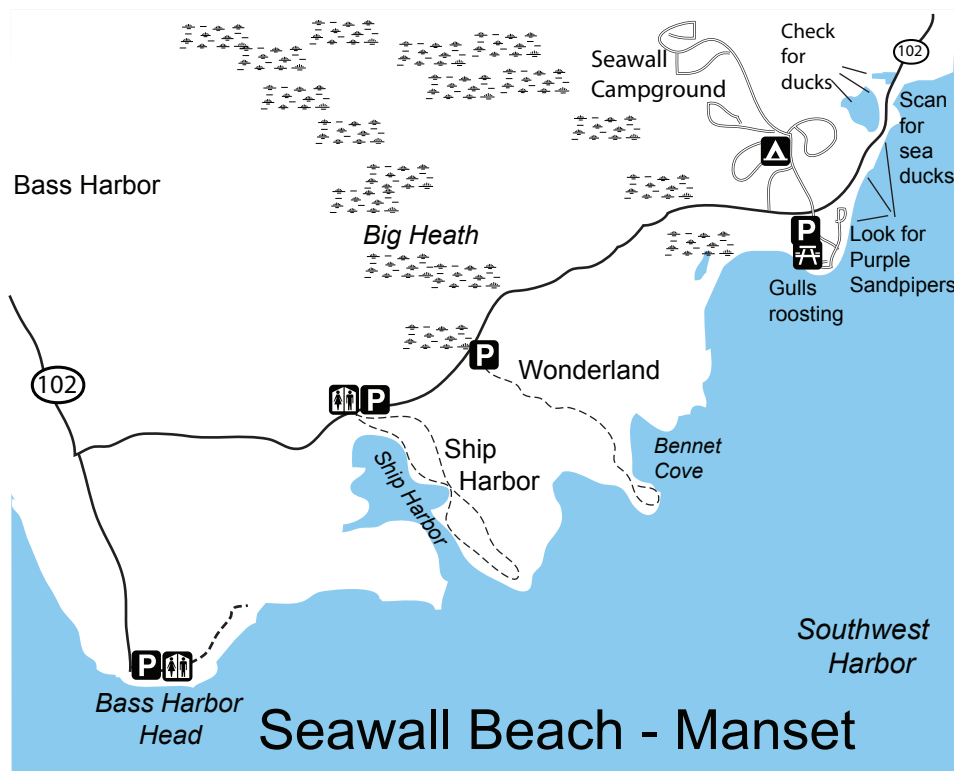 Check
for
ducks
102
Seawall
Campground
Scan
for
sea
ducks
Bass Harbor
Big Heath
P
Look for
Purple
Sandpipers
Gulls
roosting
P
Wonderland
102
P
Ship
Harbor
Bennet
Cove
Ship Harbor
Southwest
Harbor
P
Bass Harbor
Head
Seawall Beach - Manset